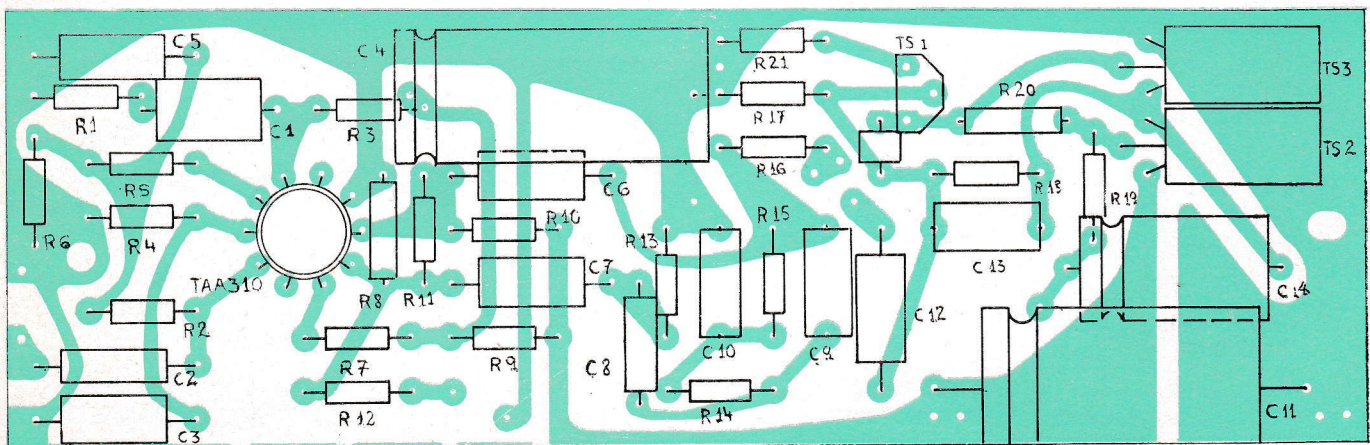 C5
C4
R21
TS1
TS3
R1
C1
R3
R17
R20
R5
R16
R18
TS2
R6
R4
C6
R10
R15
R19
TAA310
R8
R11
R13
C7
C13
C14
R2
R7
R9
C10
C9
C12
C2
C8
R12
R14
C11
C3